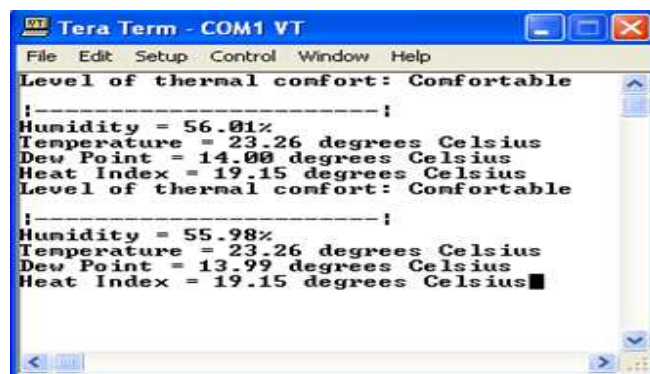 Tera Term - COM1 VT
File Edit Setup Control Window Help
Level of thermal comfort: Comfortable
|-------------------------|
Humidity = 56.01%
Temperature = 23.26 degrees Celsius
Dew Point = 14.00 degrees Celsius
Heat Index = 19.15 degrees Celsius
Level of thermal comfort: Comfortable
|-------------------------|
Humidity = 55.98%
Temperature = 23.26 degrees Celsius
Dew Point = 13.99 degrees Celsius
Heat Index = 19.15 degrees Celsius